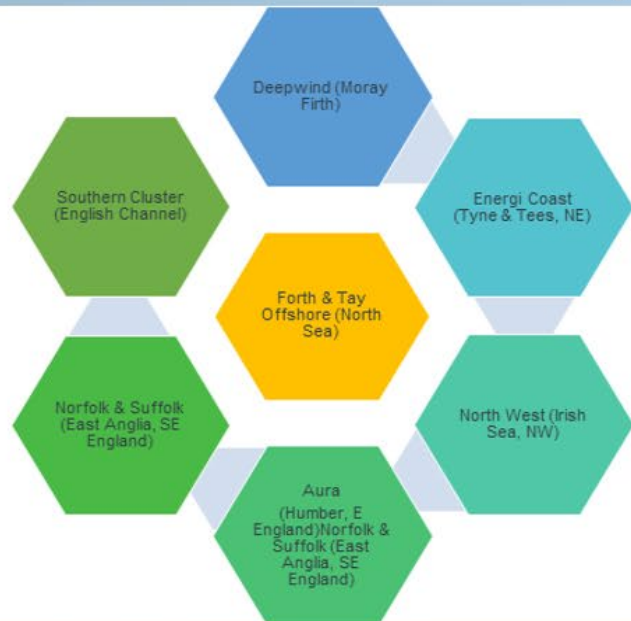 Deepwind (Moray
Firth)
Energi Coast
(Tyne & Tees, NE)
North West (Irish
Sea, NW)
Aura
(Humber, E
England)Norfolk &
Suffolk (East
Anglia, SE
England)
Norfolk & Suffolk
(East Anglia, SE
England)
Southern Cluster
(English Channel)
Forth & Tay
Offshore (North
Sea)